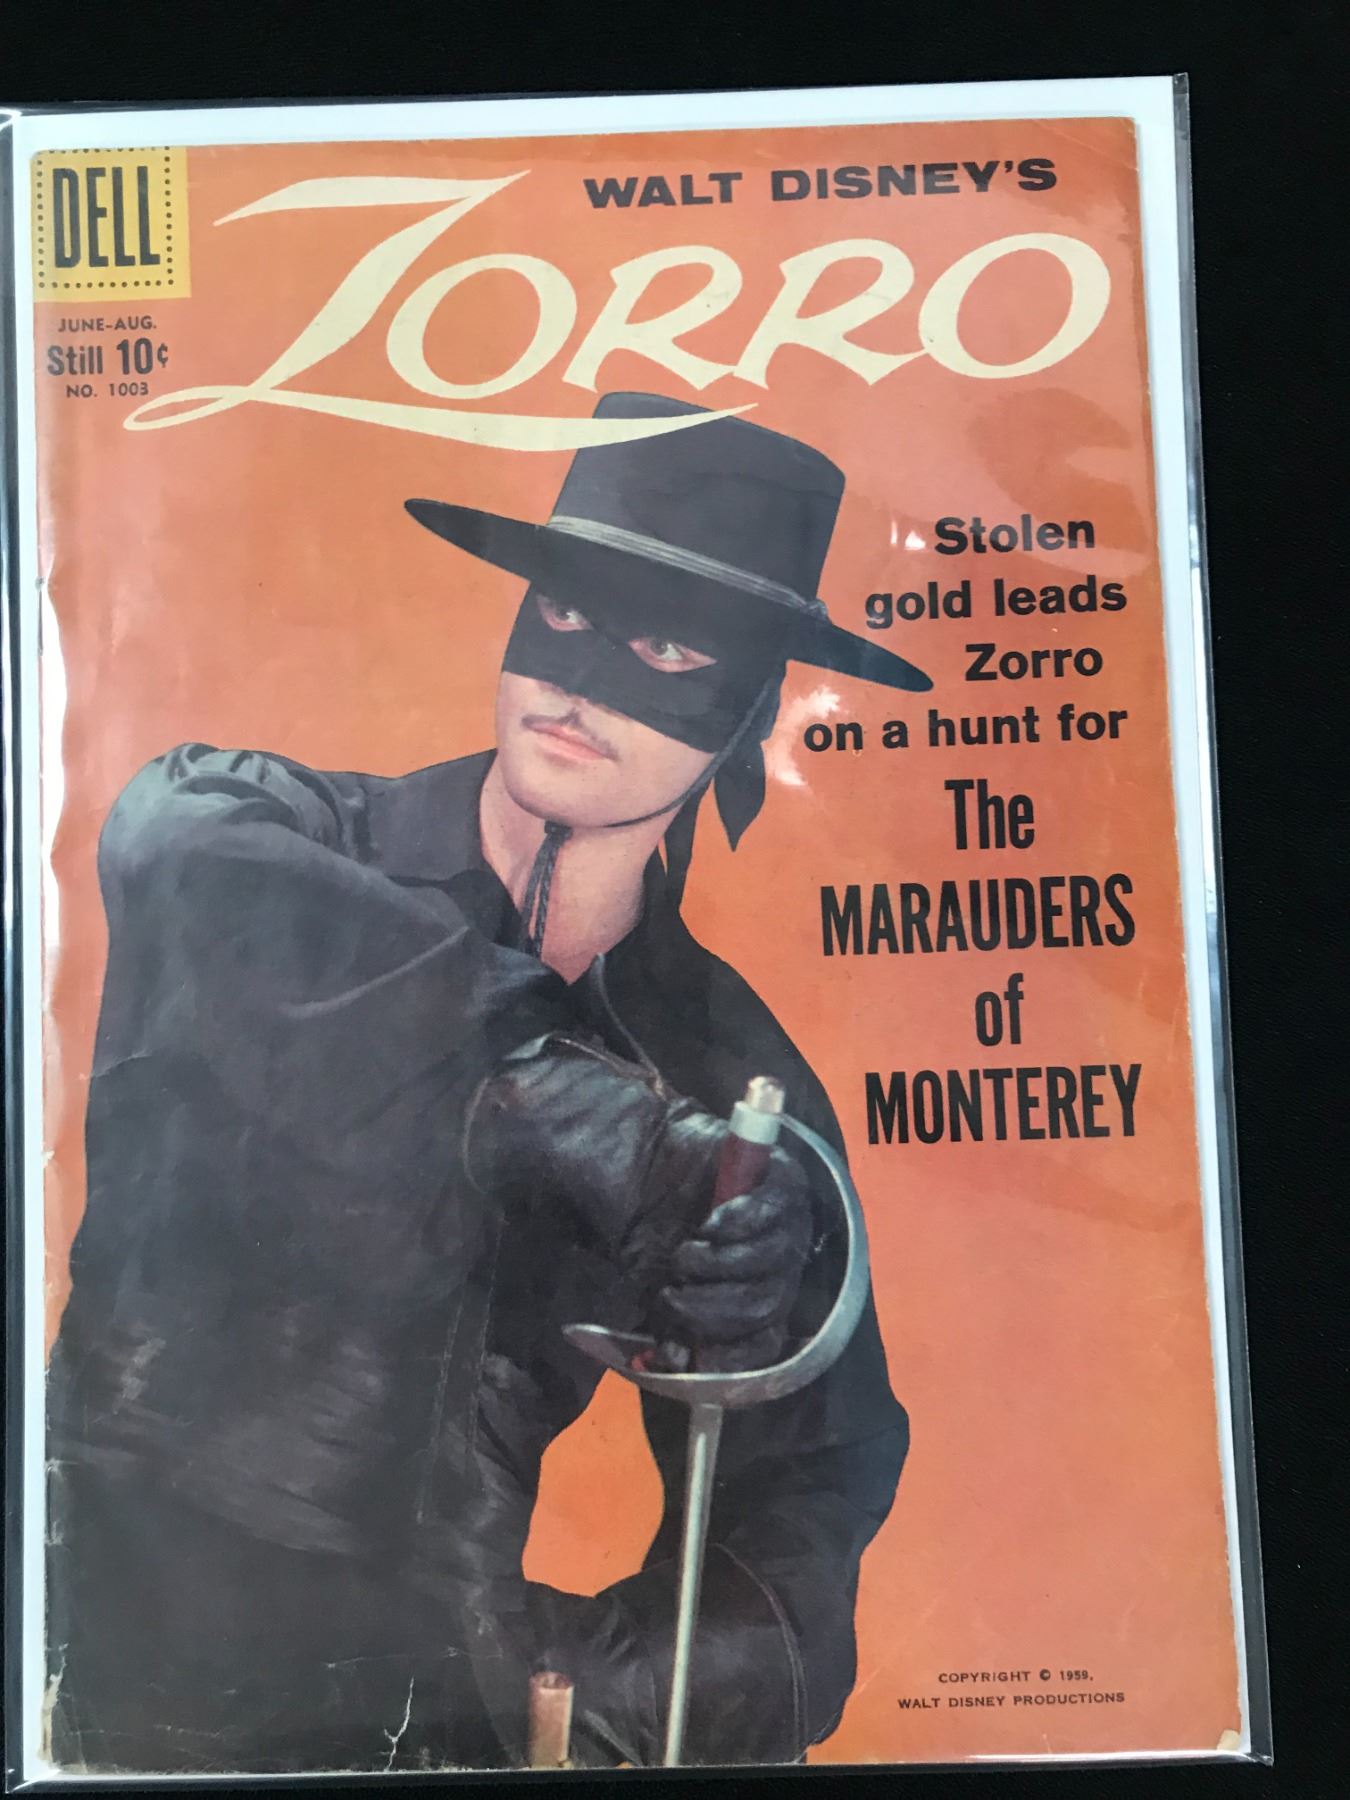 DELL
JUNE-AUG.
Still 10¢
NO. 1003
WALT DISNEY'S
ZORRO
Stolen
gold leads
Zorro
on a hunt for
The
MARAUDERS
of
MONTEREY
COPYRIGHT © 1959,
WALT DISNEY PRODUCTIONS